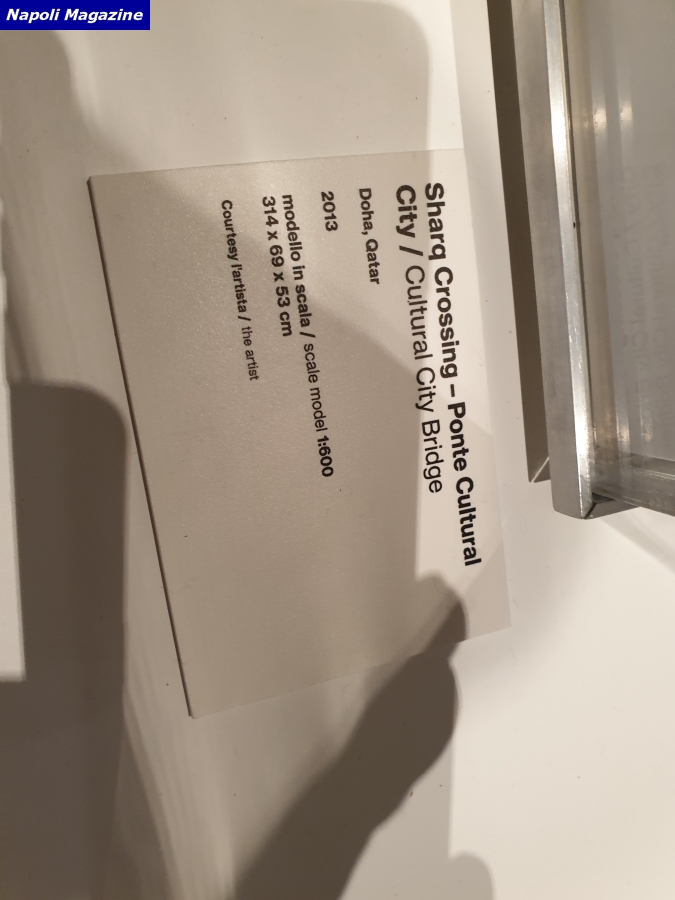 Napoli Magazine
Sharq Crossing – Ponte Cultural
City / Cultural City Bridge
Doha, Qatar
2013
modello in scala / scale model 1:600
314 x 69 x 53 cm
Courtesy l'artista / the artist